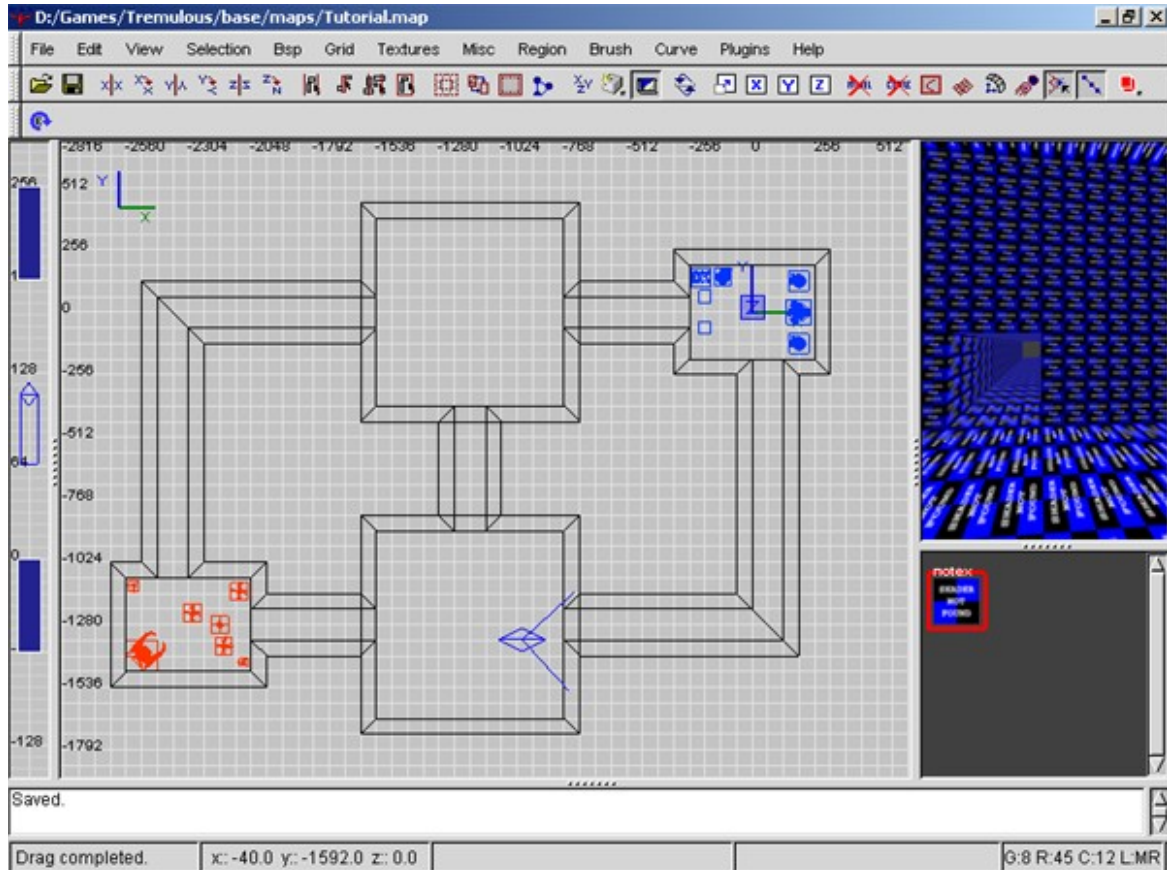 D:/Games/Tremulous/base/maps/Tutorial.map
File Edit View Selection Bsp Grid Textures Misc Region Brush Curve Plugins Help
-2816 -2560 -2304 -2048 -1792 -1536 -1280 -1024 -768 -512 -256 0 256 512
256
128
64
0
-128
512
256
0
-256
-512
-768
-1024
-1280
-1536
-1792
Y
X
Y
Z
notex
SHADER
NOT
FOUND
Saved.
Drag completed. x:: -40.0 y:: -1592.0 z:: 0.0 G:8 R:45 C:12 L:MR